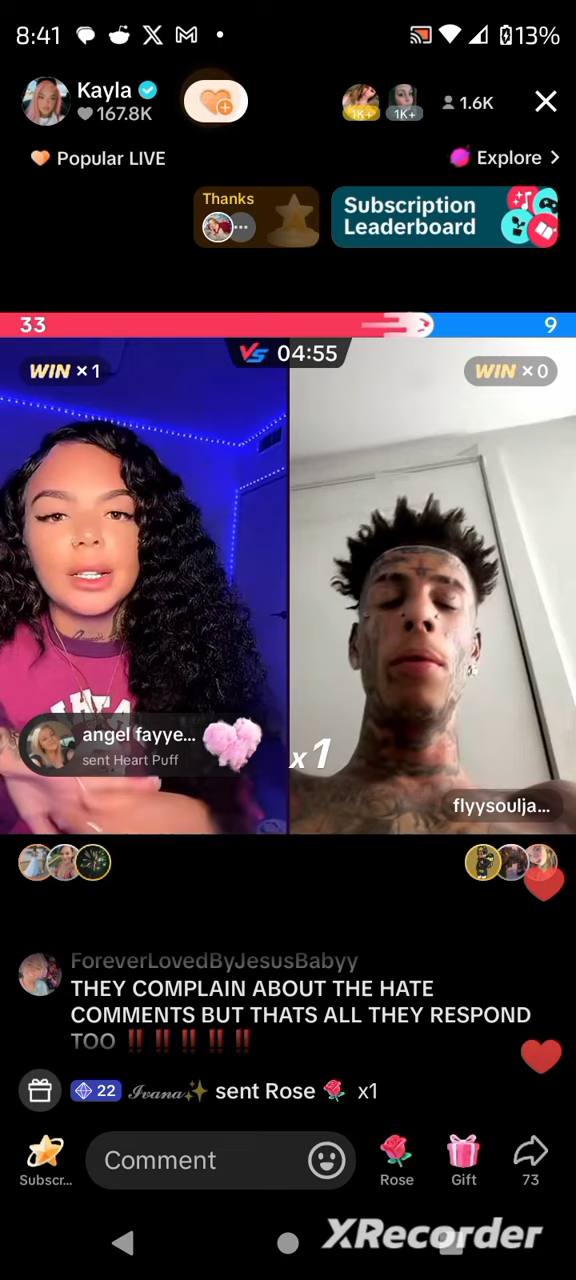 8:41
13%
Kayla
167.8K
1K+
1K+
1.6K
Popular LIVE
Explore
Thanks
Subscription
Leaderboard
33
9
VS 04:55
WIN x 1
WIN x 0
angel fayye...
sent Heart Puff
x1
flyysoulja...
ForeverLovedByJesusBabyy
THEY COMPLAIN ABOUT THE HATE
COMMENTS BUT THATS ALL THEY RESPOND
TOO ‼️ ‼️ ‼️ ‼️ ‼️
22 𝓘𝓿𝓪𝓷𝓪✨ sent Rose 🌹 x1
Comment
Subscr...
Rose
Gift
73
XRecorder